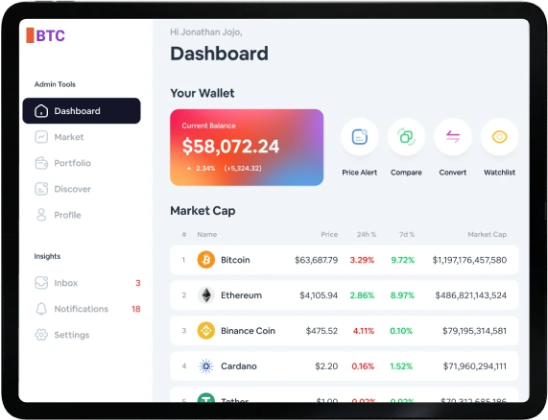 BTC
Admin Tools
Dashboard
Market
Portfolio
Discover
Profile
Insights
Inbox 3
Notifications 18
Settings
Hi Jonathan Jojo,
Dashboard
Your Wallet
Current Balance
$58,072.24
2.34% (+5,324.32)
Price Alert Compare Convert Watchlist
Market Cap
# Name Price 24h % 7d % Market Cap
1 Bitcoin $63,687.79 3.29% 9.72% $1,197,176,457,580
2 Ethereum $4,105.94 2.86% 8.97% $486,821,143,524
3 Binance Coin $475.52 4.11% 0.10% $79,195,314,581
4 Cardano $2.20 0.16% 1.52% $71,960,294,111
5 Tether $1.00 0.02% 0.02%